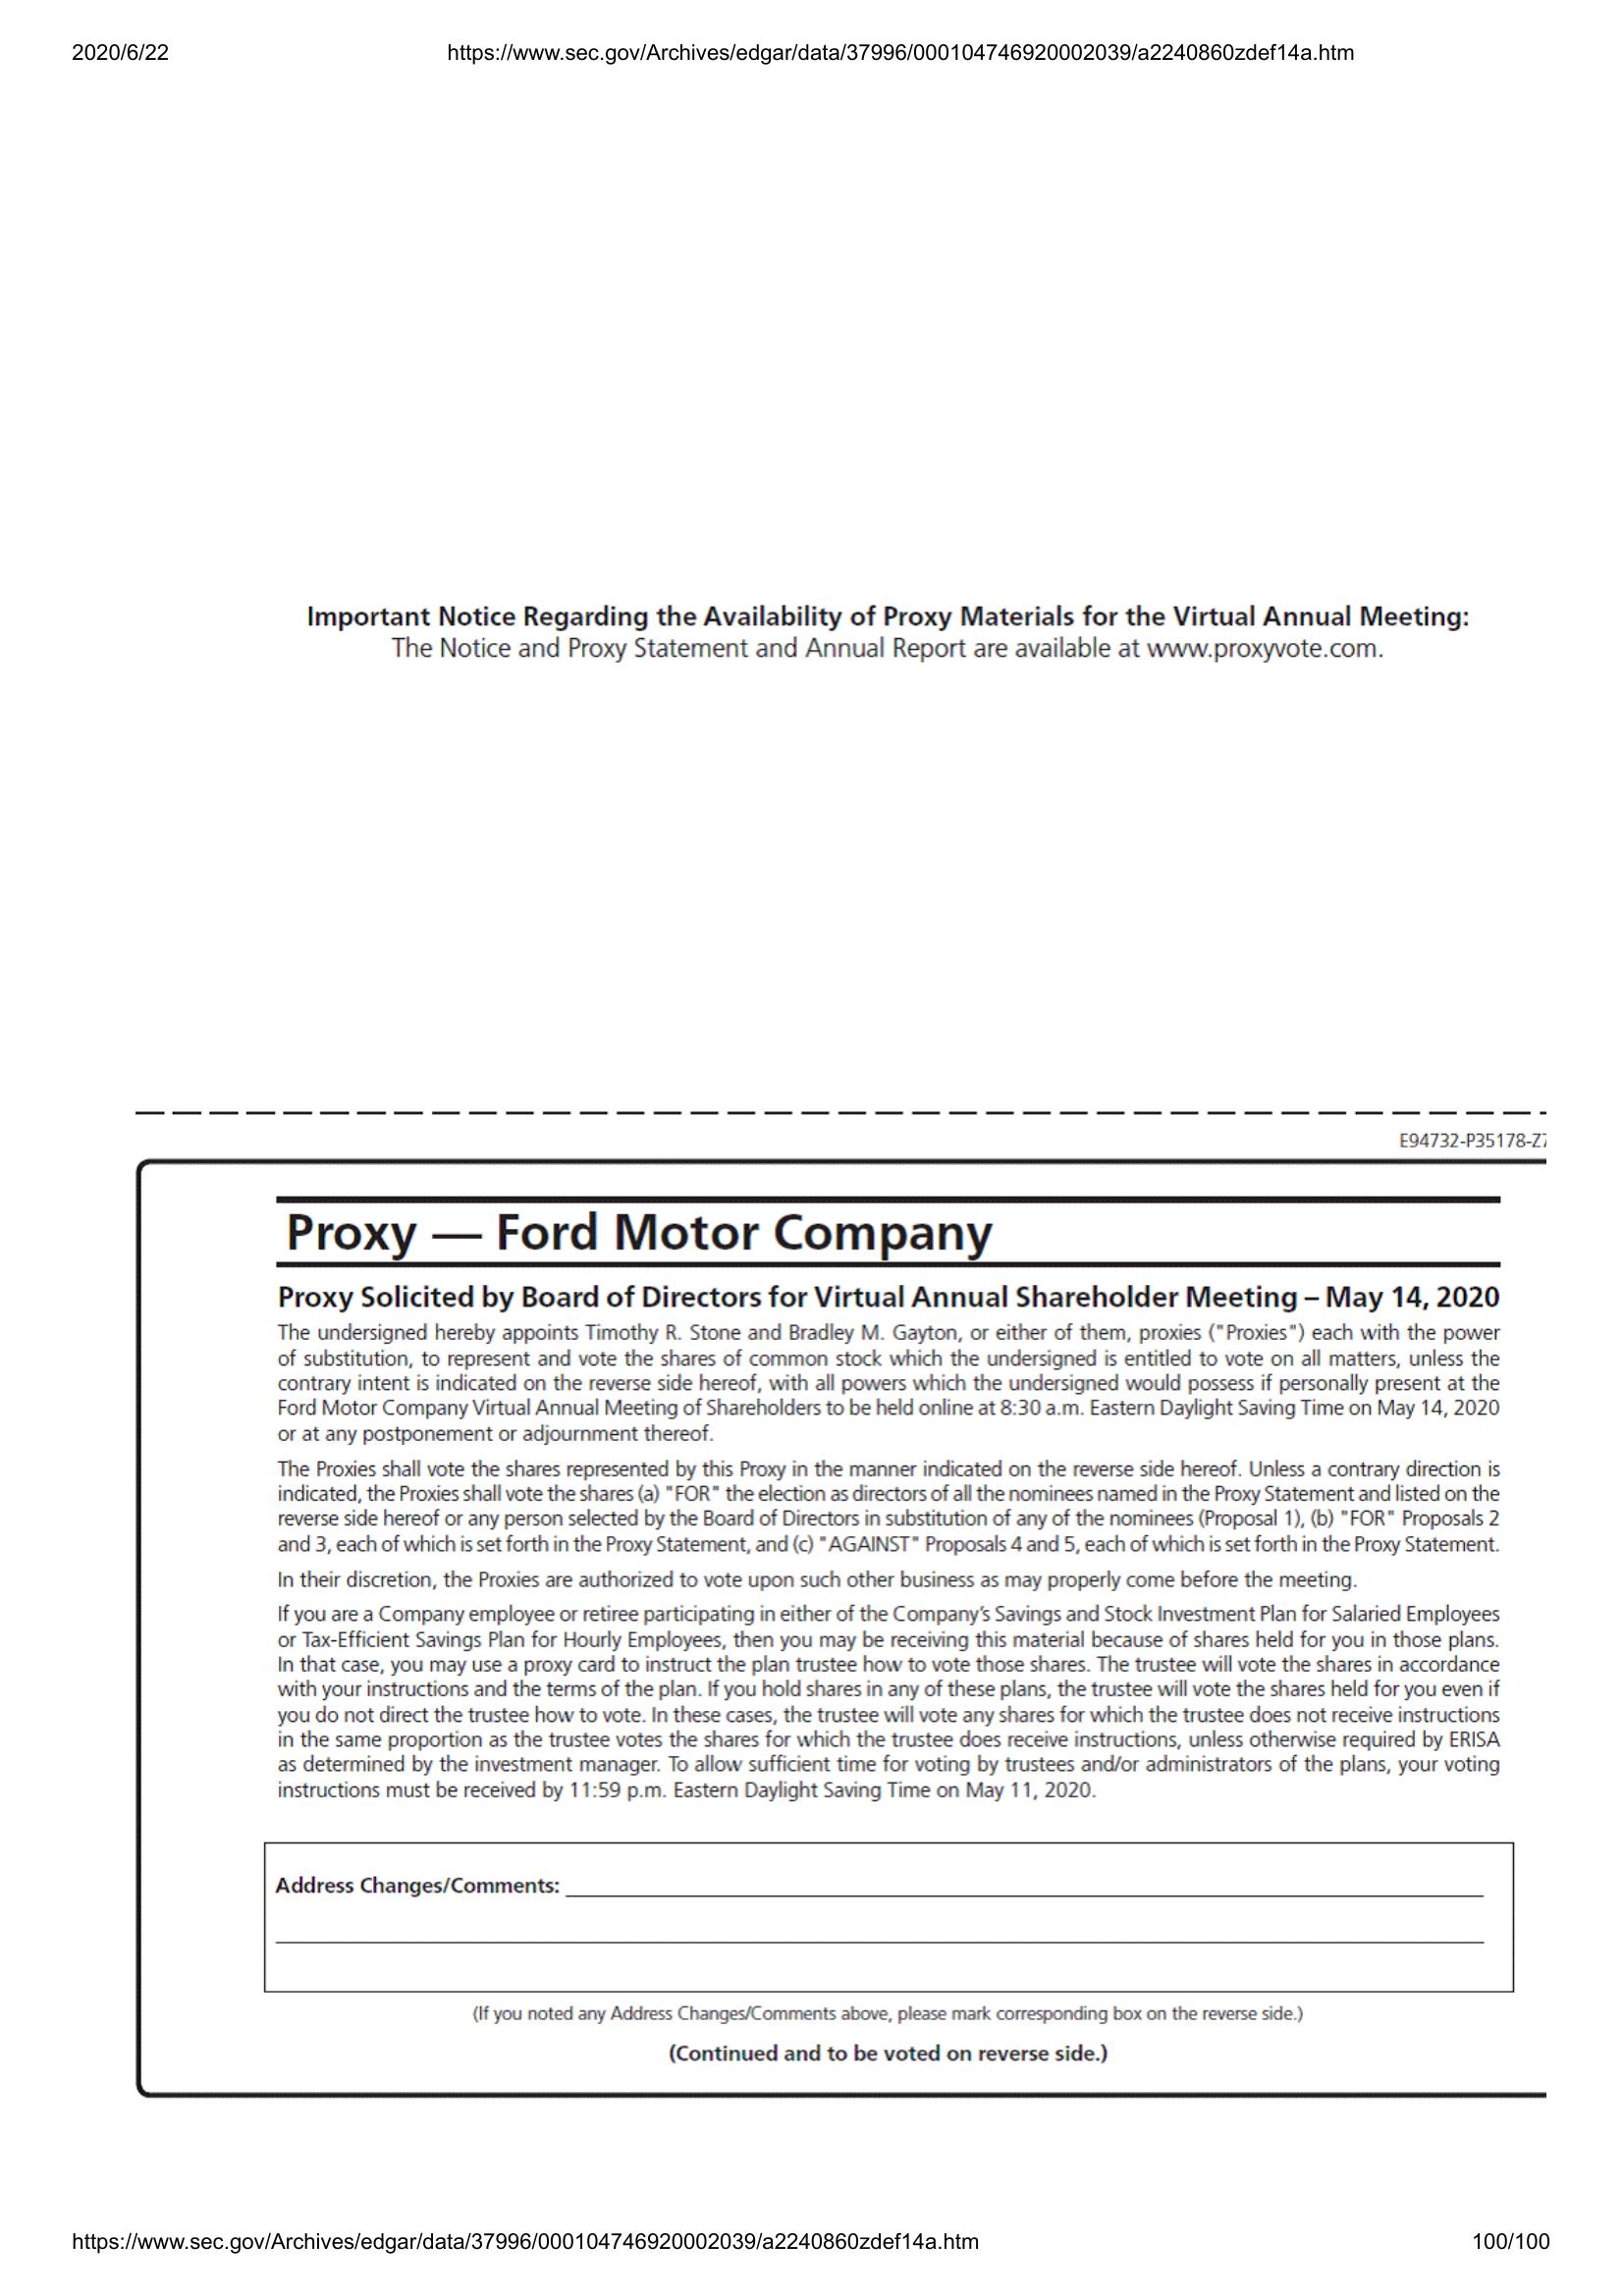 2020/6/22 https://www.sec.gov/Archives/edgar/data/37996/000104746920002039/a2240860zdef14a.htm
Important Notice Regarding the Availability of Proxy Materials for the Virtual Annual Meeting:
The Notice and Proxy Statement and Annual Report are available at www.proxyvote.com.
E94732-P35178-Z7
Proxy — Ford Motor Company
Proxy Solicited by Board of Directors for Virtual Annual Shareholder Meeting – May 14, 2020
The undersigned hereby appoints Timothy R. Stone and Bradley M. Gayton, or either of them, proxies ("Proxies") each with the power
of substitution, to represent and vote the shares of common stock which the undersigned is entitled to vote on all matters, unless the
contrary intent is indicated on the reverse side hereof, with all powers which the undersigned would possess if personally present at the
Ford Motor Company Virtual Annual Meeting of Shareholders to be held online at 8:30 a.m. Eastern Daylight Saving Time on May 14, 2020
or at any postponement or adjournment thereof.
The Proxies shall vote the shares represented by this Proxy in the manner indicated on the reverse side hereof. Unless a contrary direction is
indicated, the Proxies shall vote the shares (a) "FOR" the election as directors of all the nominees named in the Proxy Statement and listed on the
reverse side hereof or any person selected by the Board of Directors in substitution of any of the nominees (Proposal 1), (b) "FOR" Proposals 2
and 3, each of which is set forth in the Proxy Statement, and (c) "AGAINST" Proposals 4 and 5, each of which is set forth in the Proxy Statement.
In their discretion, the Proxies are authorized to vote upon such other business as may properly come before the meeting.
If you are a Company employee or retiree participating in either of the Company's Savings and Stock Investment Plan for Salaried Employees
or Tax-Efficient Savings Plan for Hourly Employees, then you may be receiving this material because of shares held for you in those plans.
In that case, you may use a proxy card to instruct the plan trustee how to vote those shares. The trustee will vote the shares in accordance
with your instructions and the terms of the plan. If you hold shares in any of these plans, the trustee will vote the shares held for you even if
you do not direct the trustee how to vote. In these cases, the trustee will vote any shares for which the trustee does not receive instructions
in the same proportion as the trustee votes the shares for which the trustee does receive instructions, unless otherwise required by ERISA
as determined by the investment manager. To allow sufficient time for voting by trustees and/or administrators of the plans, your voting
instructions must be received by 11:59 p.m. Eastern Daylight Saving Time on May 11, 2020.
Address Changes/Comments:
(If you noted any Address Changes/Comments above, please mark corresponding box on the reverse side.)
(Continued and to be voted on reverse side.)
https://www.sec.gov/Archives/edgar/data/37996/000104746920002039/a2240860zdef14a.htm 100/100